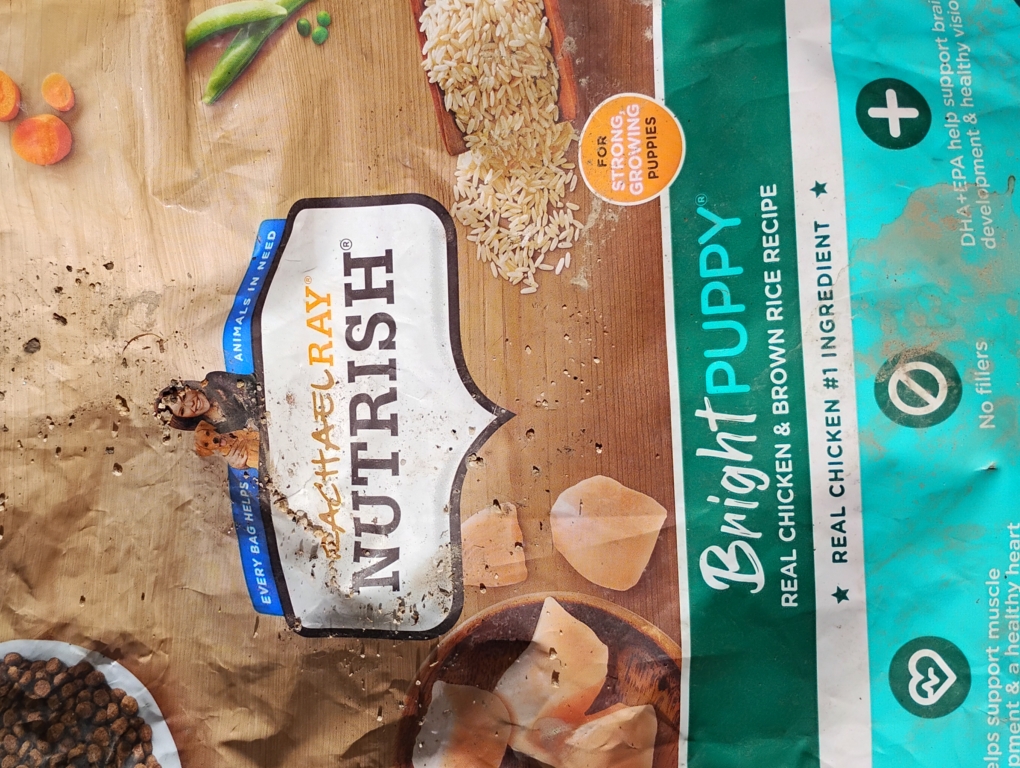 EVERY BAG HELPS ANIMALS IN NEED
RACHAEL RAY®
NUTRISH®
FOR
STRONG,
GROWING
PUPPIES
Bright PUPPY®
REAL CHICKEN & BROWN RICE RECIPE
★ REAL CHICKEN #1 INGREDIENT ★
elps support muscle
pment & a healthy heart
No fillers
DHA+EPA help support brai
development & healthy visio